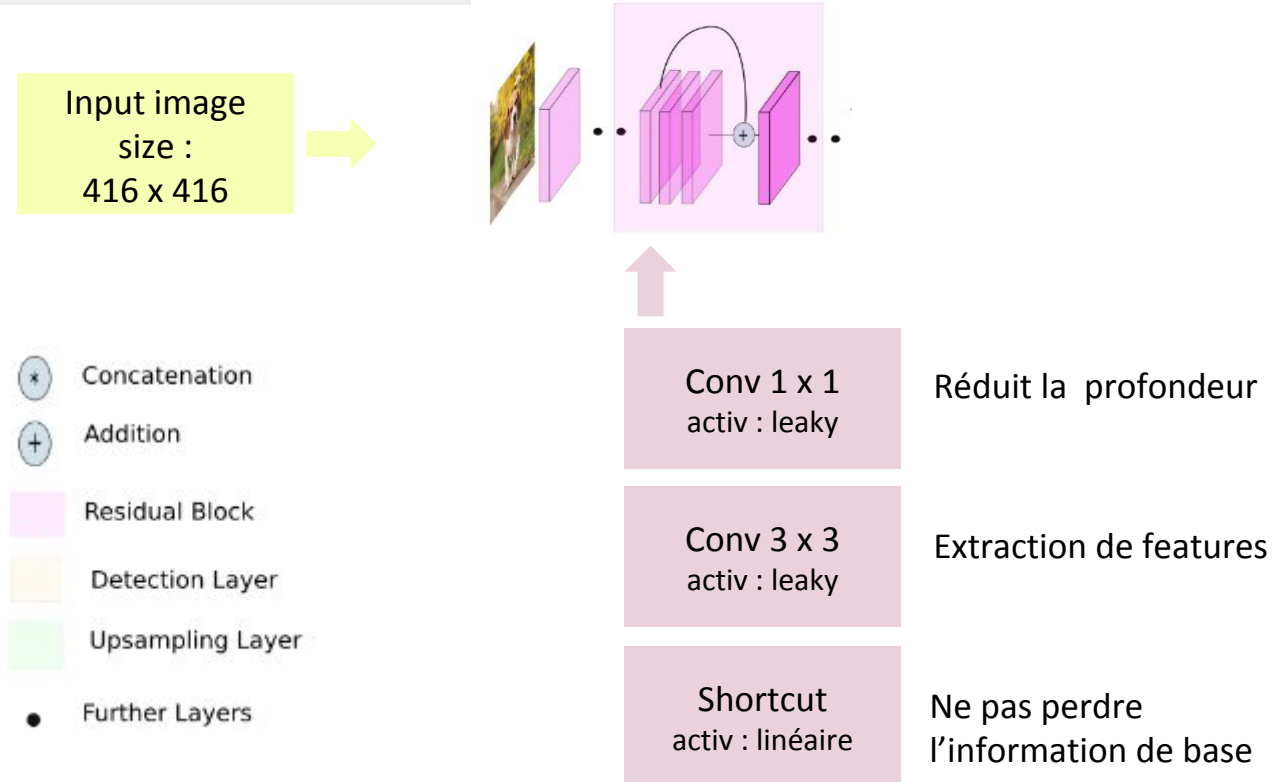 Input image
size :
416 x 416
+
* Concatenation
+ Addition
Residual Block
Detection Layer
Upsampling Layer
Further Layers
Conv 1 x 1
activ : leaky
Réduit la profondeur
Conv 3 x 3
activ : leaky
Extraction de features
Shortcut
activ : linéaire
Ne pas perdre
l’information de base